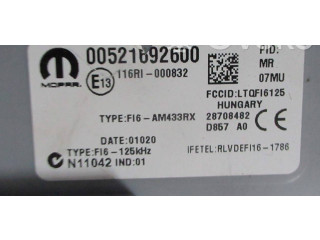 00521692600
PID:
MR
07MU
MOPAR
E13
116RI-000832
FCCID:LTQFI6125
HUNGARY
28708482
D857 A0
TYPE:FI6-AM433RX
DATE:01020
TYPE:FI6-125kHz
N11042 IND:01
IFETEL:RLVDEFI16-1786